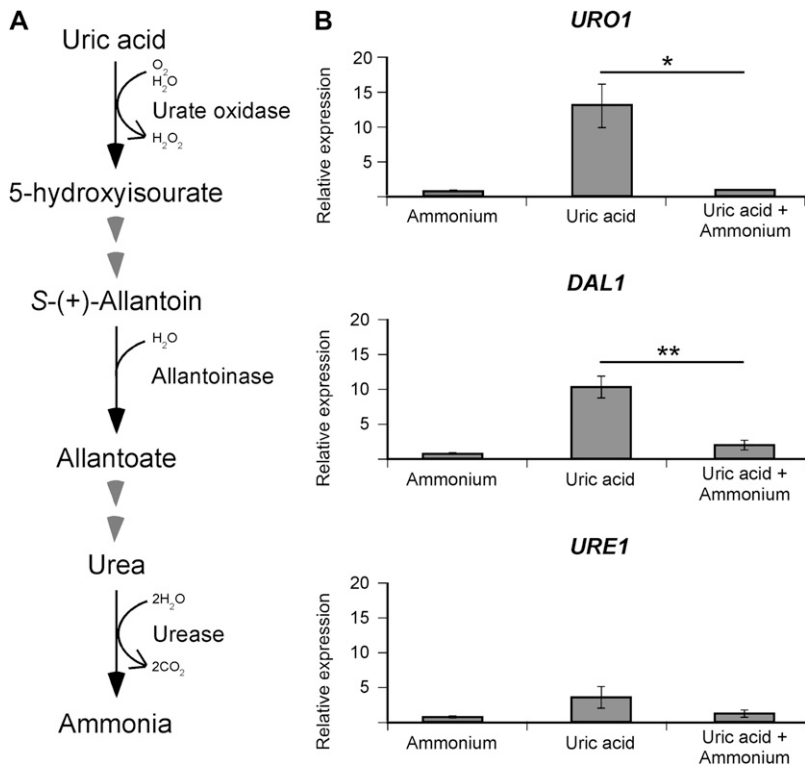 A
Uric acid
O₂
H₂O
Urate oxidase
H₂O₂
5-hydroxyisourate
S-(+)-Allantoin
H₂O
Allantoinase
Allantoate
Urea
2H₂O
Urease
2CO₂
Ammonia
B
URO1
Relative expression
20
15
10
5
*
Ammonium
Uric acid
Uric acid +
Ammonium
DAL1
Relative expression
20
15
10
5
**
Ammonium
Uric acid
Uric acid +
Ammonium
URE1
Relative expression
20
15
10
5
Ammonium
Uric acid
Uric acid +
Ammonium